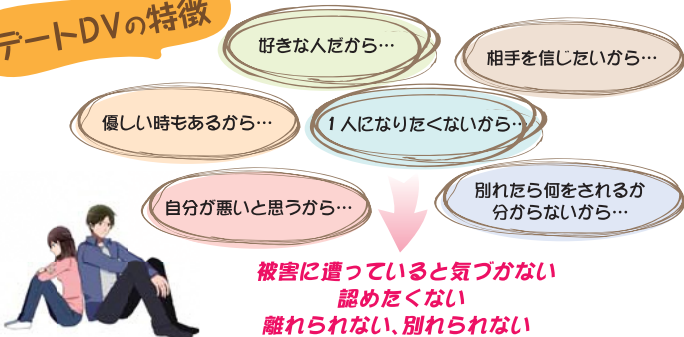 デートDVの特徴
好きな人だから…
相手を信じたいから…
優しい時もあるから…
1人になりたくないから…
自分が悪いと思うから…
別れたら何をされるか
分からないから…
被害に遭っていると気づかない
認めたくない
離れられない、別れられない